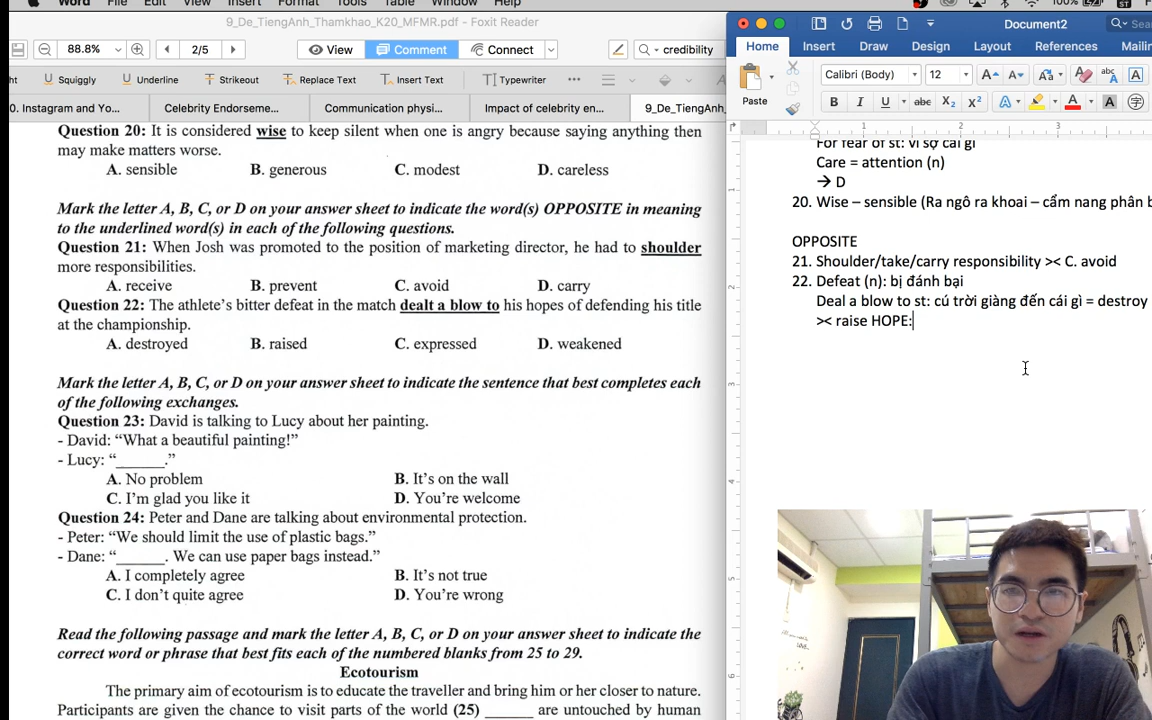 Word File Edit View Insert Format Tools Table Window Help 100%
9_De_TiengAnh_Thamkhao_K20_MFMR.pdf - Foxit Reader
88.8% 2/5 View Comment Connect credibility
Squiggly Underline Strikeout Replace Text Insert Text Typewriter
0. Instagram and Yo... Celebrity Endorseme... Communication physi... Impact of celebrity en... 9_De_TiengAnh_
Question 20: It is considered wise to keep silent when one is angry because saying anything then
may make matters worse.
A. sensible B. generous C. modest D. careless
Mark the letter A, B, C, or D on your answer sheet to indicate the word(s) OPPOSITE in meaning
to the underlined word(s) in each of the following questions.
Question 21: When Josh was promoted to the position of marketing director, he had to shoulder
more responsibilities.
A. receive B. prevent C. avoid D. carry
Question 22: The athlete's bitter defeat in the match dealt a blow to his hopes of defending his title
at the championship.
A. destroyed B. raised C. expressed D. weakened
Mark the letter A, B, C, or D on your answer sheet to indicate the sentence that best completes each
of the following exchanges.
Question 23: David is talking to Lucy about her painting.
- David: “What a beautiful painting!”
- Lucy: “______.”
A. No problem B. It's on the wall
C. I'm glad you like it D. You're welcome
Question 24: Peter and Dane are talking about environmental protection.
- Peter: “We should limit the use of plastic bags.”
- Dane: “______. We can use paper bags instead.”
A. I completely agree B. It's not true
C. I don't quite agree D. You're wrong
Read the following passage and mark the letter A, B, C, or D on your answer sheet to indicate the
correct word or phrase that best fits each of the numbered blanks from 25 to 29.
Ecotourism
The primary aim of ecotourism is to educate the traveller and bring him or her closer to nature.
Participants are given the chance to visit parts of the world (25) ______ are untouched by human
Document2
Home Insert Draw Design Layout References Mailin
Paste Calibri (Body) 12
B I U abc X₂ X²
1 2 3
For fear of st: vì sợ cái gì
Care = attention (n)
→ D
20. Wise – sensible (Ra ngô ra khoai – cẩm nang phân b
OPPOSITE
21. Shoulder/take/carry responsibility >< C. avoid
22. Defeat (n): bị đánh bại
Deal a blow to st: cú trời giàng đến cái gì = destroy
>< raise HOPE: